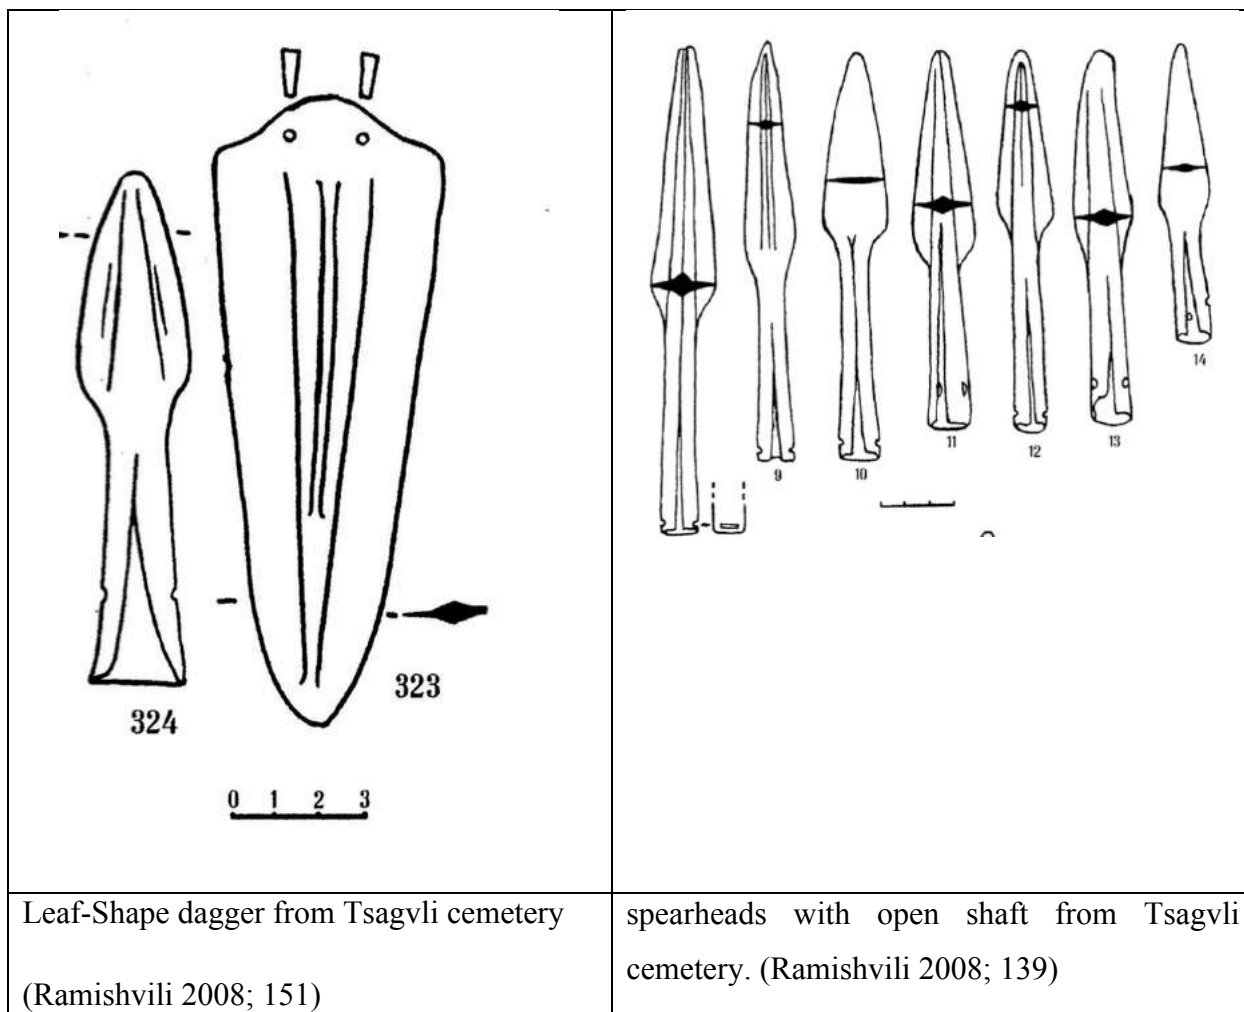 323
324
0 1 2 3
9
10
11
12
13
14
Leaf-Shape dagger from Tsagvli cemetery
(Ramishvili 2008; 151)
spearheads with open shaft from Tsagvli
cemetery. (Ramishvili 2008; 139)